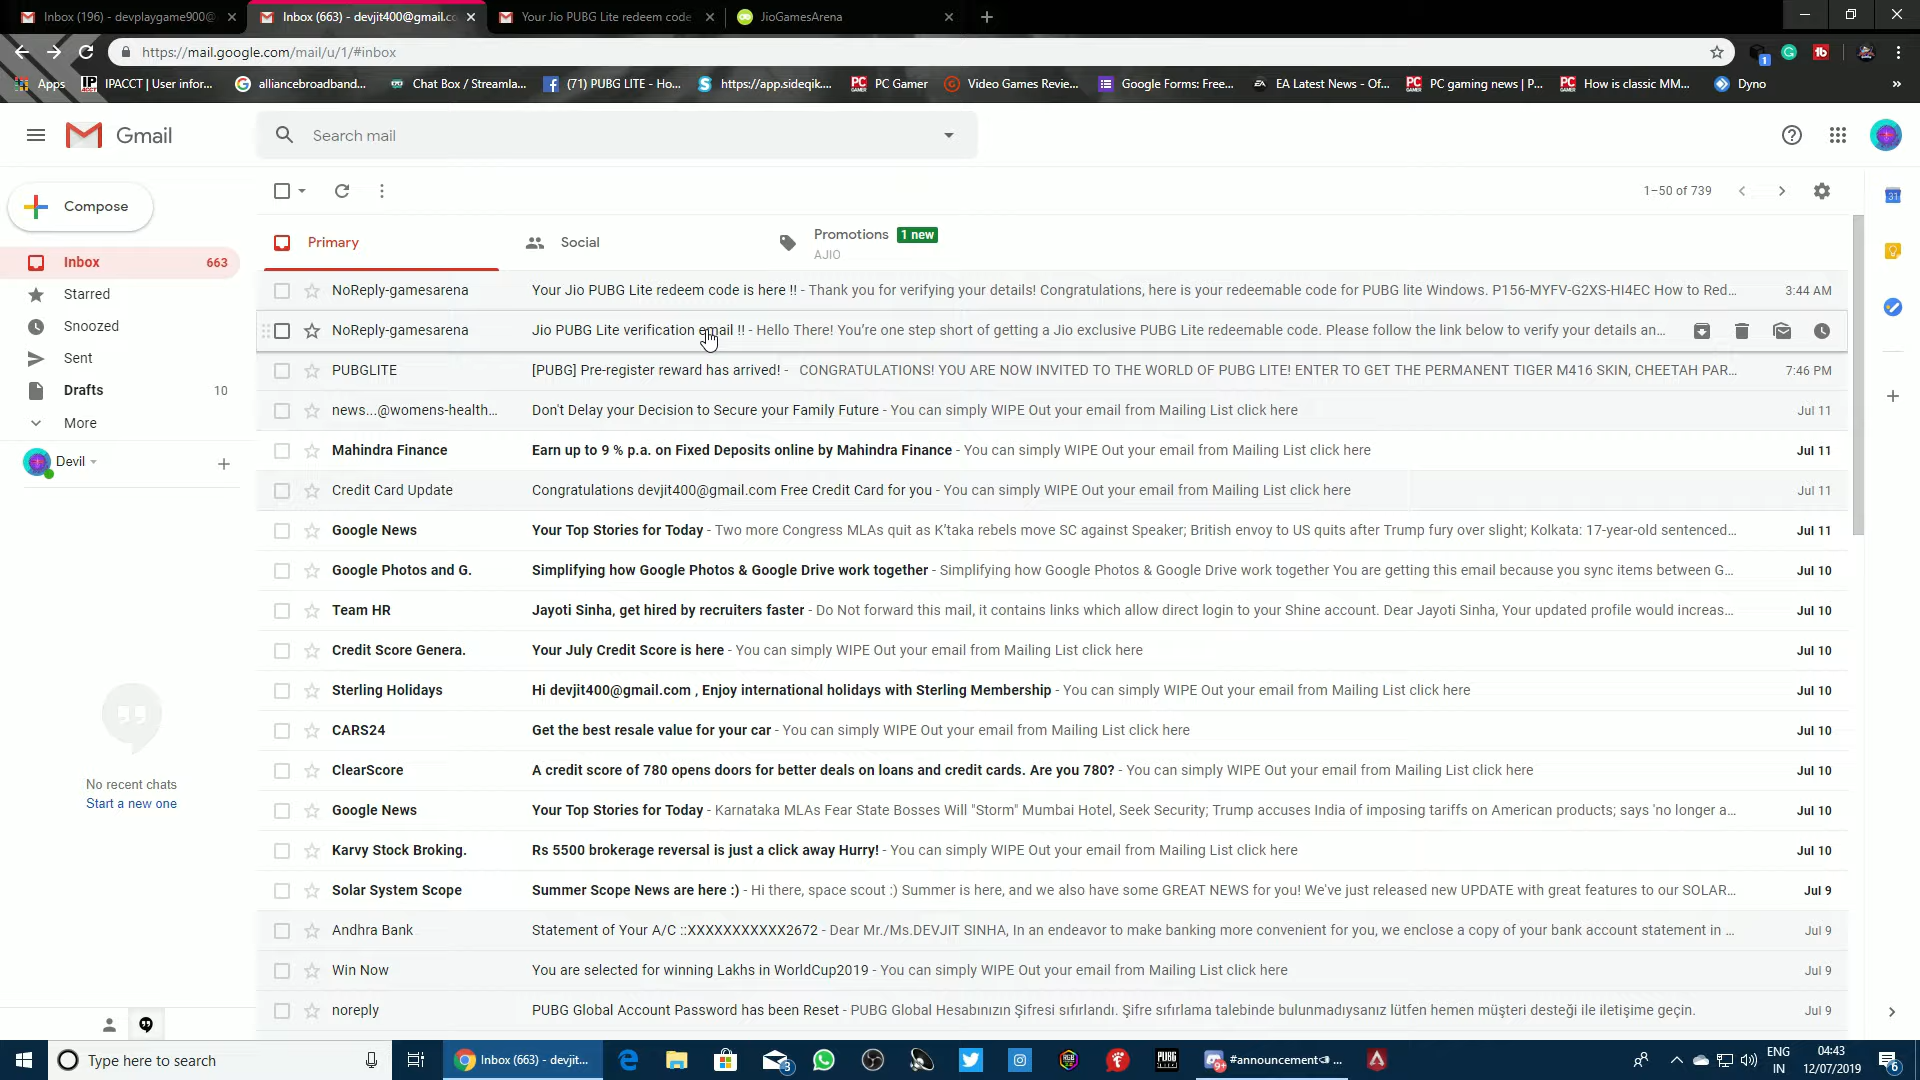 Inbox (196) - devplaygame900@
Inbox (663) - devjit400@gmail.co
Your Jio PUBG Lite redeem code
JioGamesArena
https://mail.google.com/mail/u/1/#inbox
Apps
IPACCT | User infor...
alliancebroadband...
Chat Box / Streamla...
(71) PUBG LITE - Ho...
https://app.sideqik...
PC Gamer
Video Games Revie...
Google Forms: Free...
EA Latest News - Of...
PC gaming news | P...
How is classic MM...
Dyno
Gmail
Search mail
Compose
1–50 of 739
Primary
Social
Promotions 1 new
AJIO
Inbox 663
Starred
Snoozed
Sent
Drafts 10
More
Devil
No recent chats
Start a new one
NoReply-gamesarena Your Jio PUBG Lite redeem code is here !! - Thank you for verifying your details! Congratulations, here is your redeemable code for PUBG lite Windows. P156-MYFV-G2XS-HI4EC How to Red... 3:44 AM
NoReply-gamesarena Jio PUBG Lite verification email !! - Hello There! You're one step short of getting a Jio exclusive PUBG Lite redeemable code. Please follow the link below to verify your details an...
PUBGLITE [PUBG] Pre-register reward has arrived! - CONGRATULATIONS! YOU ARE NOW INVITED TO THE WORLD OF PUBG LITE! ENTER TO GET THE PERMANENT TIGER M416 SKIN, CHEETAH PAR... 7:46 PM
news...@womens-health... Don't Delay your Decision to Secure your Family Future - You can simply WIPE Out your email from Mailing List click here Jul 11
Mahindra Finance Earn up to 9 % p.a. on Fixed Deposits online by Mahindra Finance - You can simply WIPE Out your email from Mailing List click here Jul 11
Credit Card Update Congratulations devjit400@gmail.com Free Credit Card for you - You can simply WIPE Out your email from Mailing List click here Jul 11
Google News Your Top Stories for Today - Two more Congress MLAs quit as K'taka rebels move SC against Speaker; British envoy to US quits after Trump fury over slight; Kolkata: 17-year-old sentenced... Jul 11
Google Photos and G. Simplifying how Google Photos & Google Drive work together - Simplifying how Google Photos & Google Drive work together You are getting this email because you sync items between G... Jul 10
Team HR Jayoti Sinha, get hired by recruiters faster - Do Not forward this mail, it contains links which allow direct login to your Shine account. Dear Jayoti Sinha, Your updated profile would increas... Jul 10
Credit Score Genera. Your July Credit Score is here - You can simply WIPE Out your email from Mailing List click here Jul 10
Sterling Holidays Hi devjit400@gmail.com , Enjoy international holidays with Sterling Membership - You can simply WIPE Out your email from Mailing List click here Jul 10
CARS24 Get the best resale value for your car - You can simply WIPE Out your email from Mailing List click here Jul 10
ClearScore A credit score of 780 opens doors for better deals on loans and credit cards. Are you 780? - You can simply WIPE Out your email from Mailing List click here Jul 10
Google News Your Top Stories for Today - Karnataka MLAs Fear State Bosses Will "Storm" Mumbai Hotel, Seek Security; Trump accuses India of imposing tariffs on American products; says 'no longer a... Jul 10
Karvy Stock Broking. Rs 5500 brokerage reversal is just a click away Hurry! - You can simply WIPE Out your email from Mailing List click here Jul 10
Solar System Scope Summer Scope News are here :) - Hi there, space scout :) Summer is here, and we also have some GREAT NEWS for you! We've just released new UPDATE with great features to our SOLAR... Jul 9
Andhra Bank Statement of Your A/C ::XXXXXXXXXXX2672 - Dear Mr./Ms.DEVJIT SINHA, In an endeavor to make banking more convenient for you, we enclose a copy of your bank account statement in ... Jul 9
Win Now You are selected for winning Lakhs in WorldCup2019 - You can simply WIPE Out your email from Mailing List click here Jul 9
noreply PUBG Global Account Password has been Reset - PUBG Global Hesabınızın Şifresi sıfırlandı. Şifre sıfırlama talebinde bulunmadıysanız lütfen hemen müşteri desteği ile iletişime geçin. Jul 9
Type here to search
Inbox (663) - devjit...
3
PUBG
9+
#announcement ...
ENG
IN
04:43
12/07/2019
6